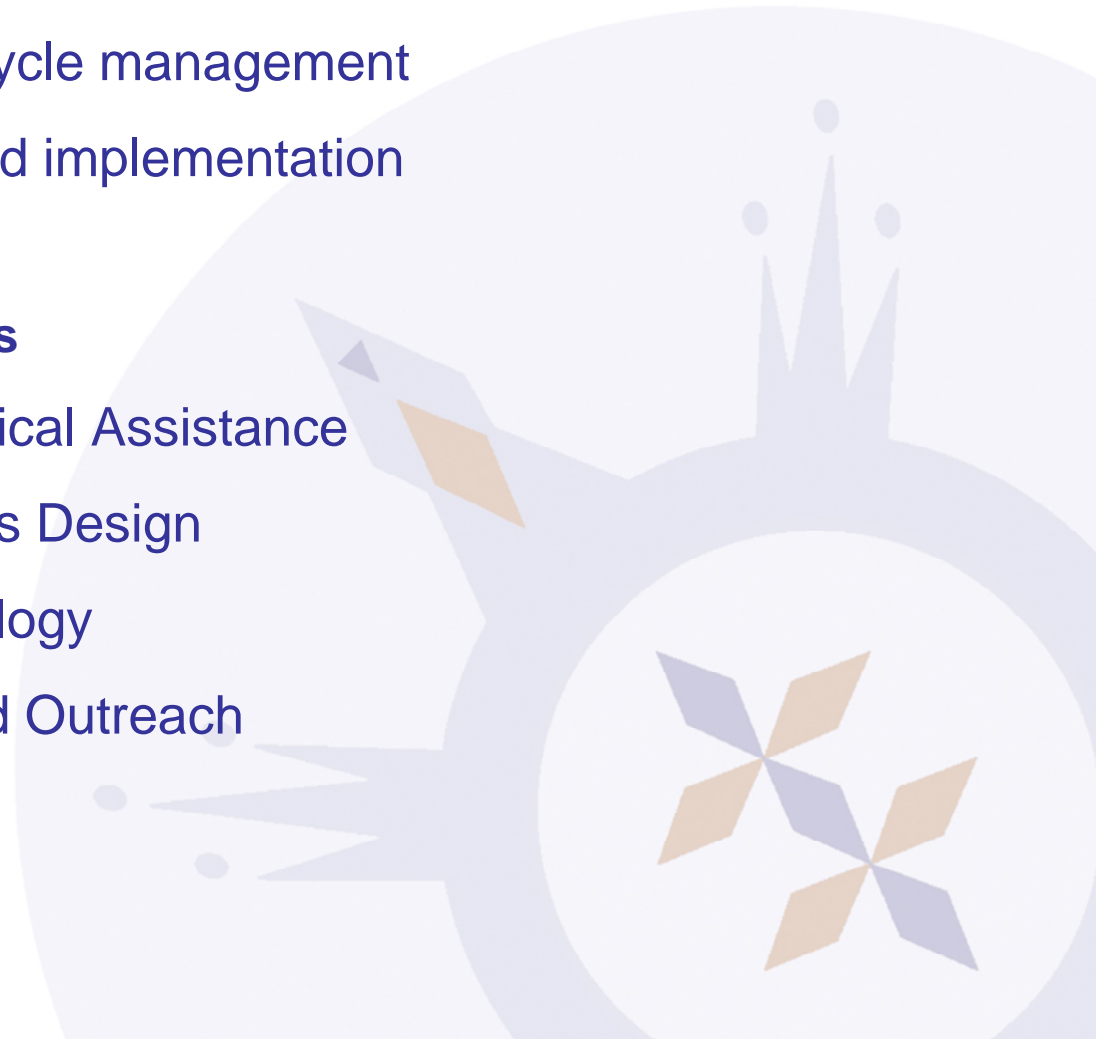 ycle management
d implementation
s
ical Assistance
s Design
logy
d Outreach